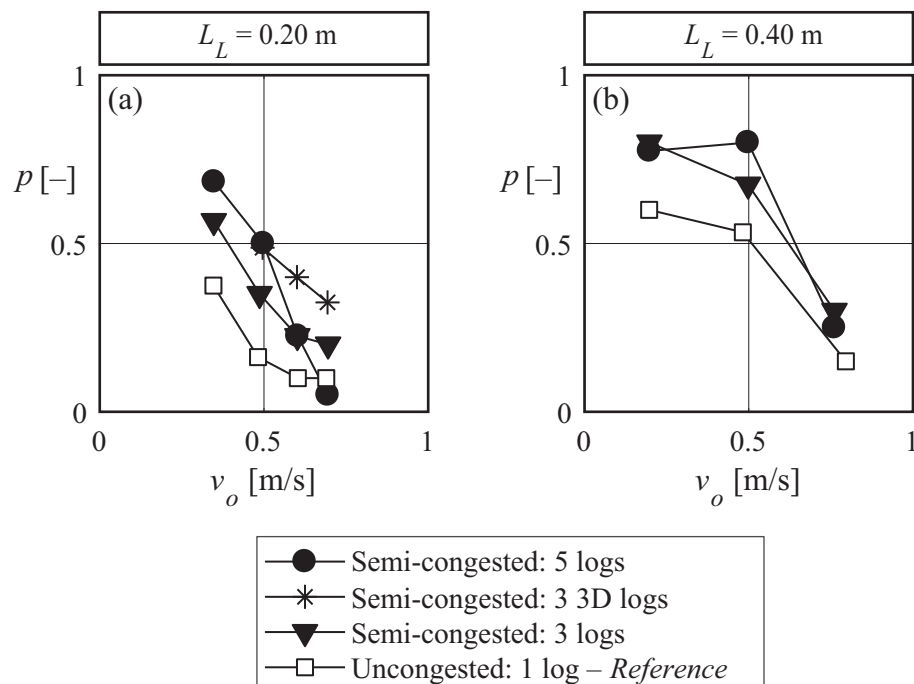 L_L = 0.20 m
L_L = 0.40 m
(a)
p [–]
1
0.5
0
0
0.5
1
v_o [m/s]
(b)
p [–]
1
0.5
0
0
0.5
1
v_o [m/s]
Semi-congested: 5 logs
Semi-congested: 3 3D logs
Semi-congested: 3 logs
Uncongested: 1 log – Reference